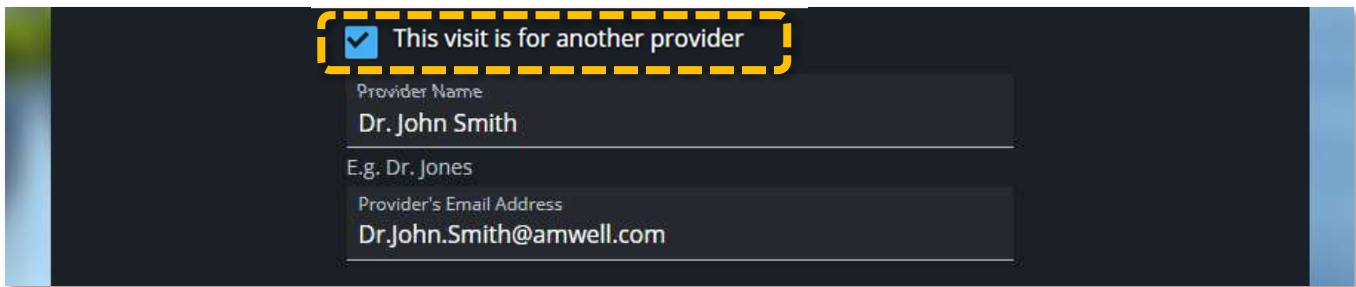 This visit is for another provider
Provider Name
Dr. John Smith
E.g. Dr. Jones
Provider's Email Address
Dr.John.Smith@amwell.com